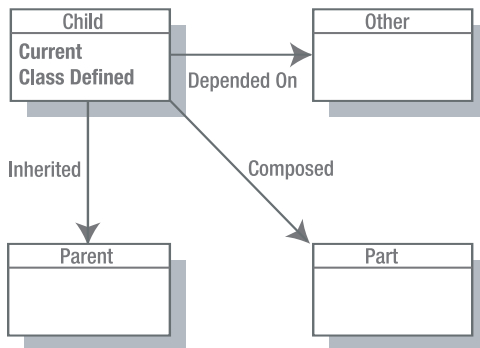 Child
Current
Class Defined
Other
Depended On
Inherited
Composed
Parent
Part